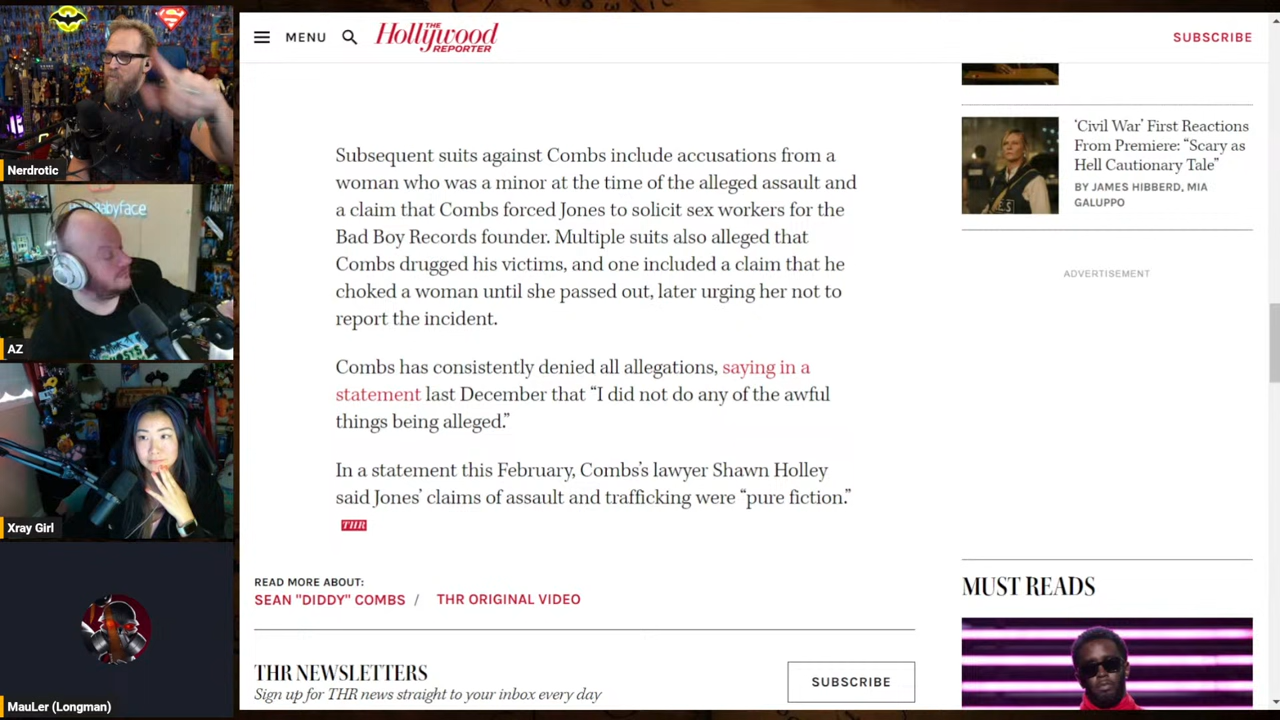 Nerdrotic
Babyface
AZ
Xray Girl
MauLer (Longman)
MENU
THE
Hollywood
REPORTER
SUBSCRIBE
Subsequent suits against Combs include accusations from a
woman who was a minor at the time of the alleged assault and
a claim that Combs forced Jones to solicit sex workers for the
Bad Boy Records founder. Multiple suits also alleged that
Combs drugged his victims, and one included a claim that he
choked a woman until she passed out, later urging her not to
report the incident.
Combs has consistently denied all allegations, saying in a
statement last December that “I did not do any of the awful
things being alleged.”
In a statement this February, Combs’s lawyer Shawn Holley
said Jones’ claims of assault and trafficking were “pure fiction.”
THR
READ MORE ABOUT:
SEAN "DIDDY" COMBS / THR ORIGINAL VIDEO
THR NEWSLETTERS
Sign up for THR news straight to your inbox every day
SUBSCRIBE
‘Civil War’ First Reactions
From Premiere: “Scary as
Hell Cautionary Tale”
BY JAMES HIBBERD, MIA
GALUPPO
ADVERTISEMENT
MUST READS